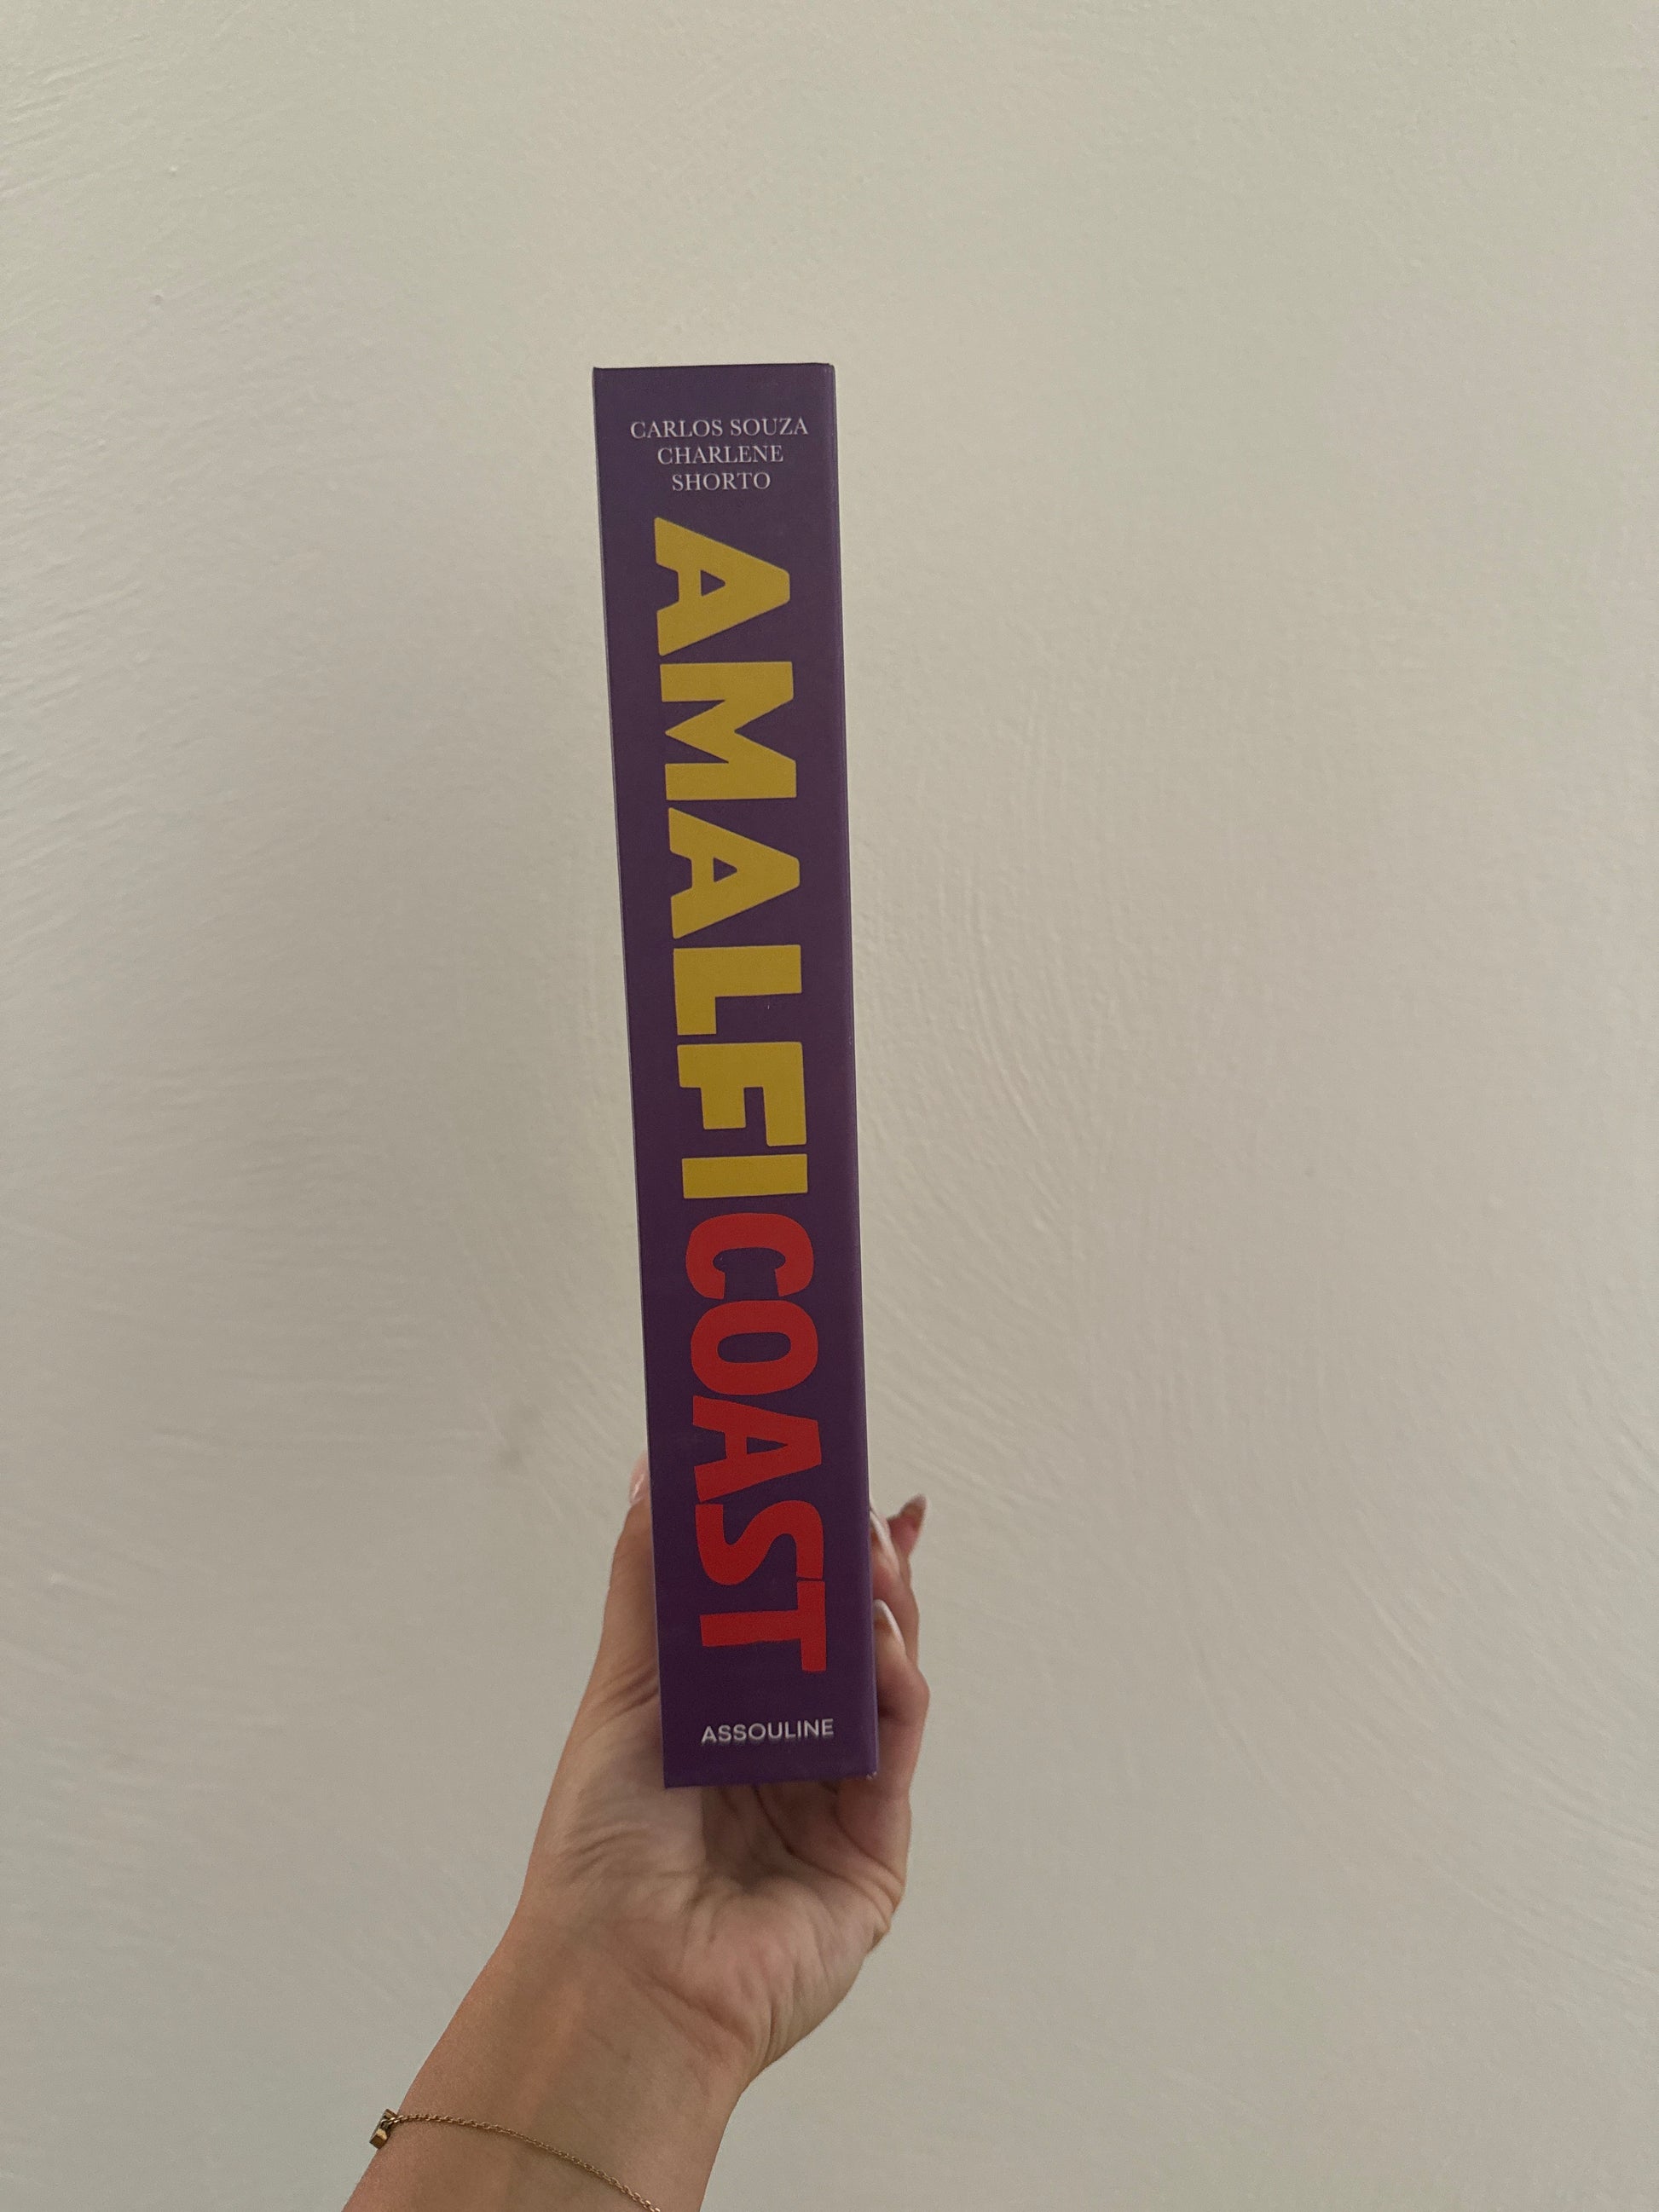 CARLOS SOUZA
CHARLENE
SHORTO
AMALFI COAST
ASSOULINE